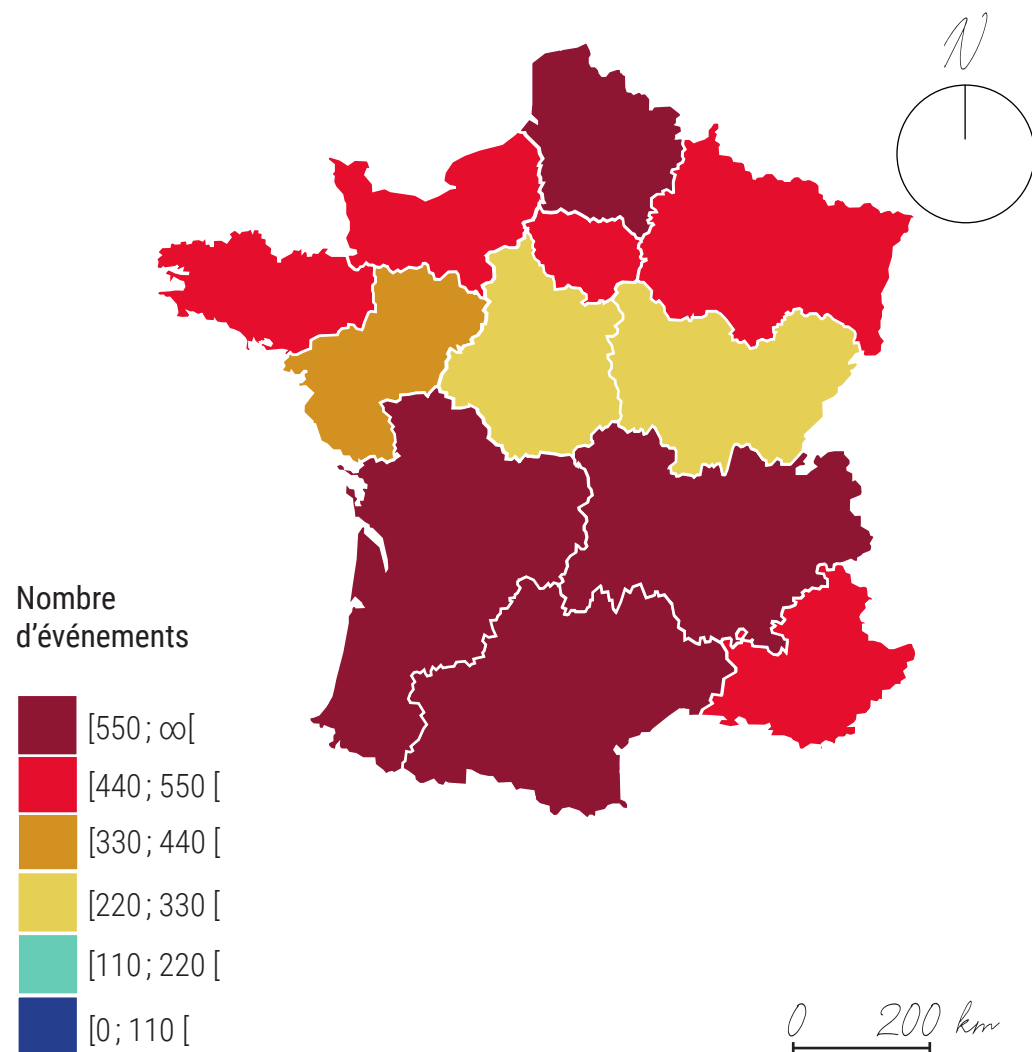 N
Nombre
d'événements
[550 ; ∞[
[440 ; 550 [
[330 ; 440 [
[220 ; 330 [
[110 ; 220 [
[0 ; 110 [
0 200 km